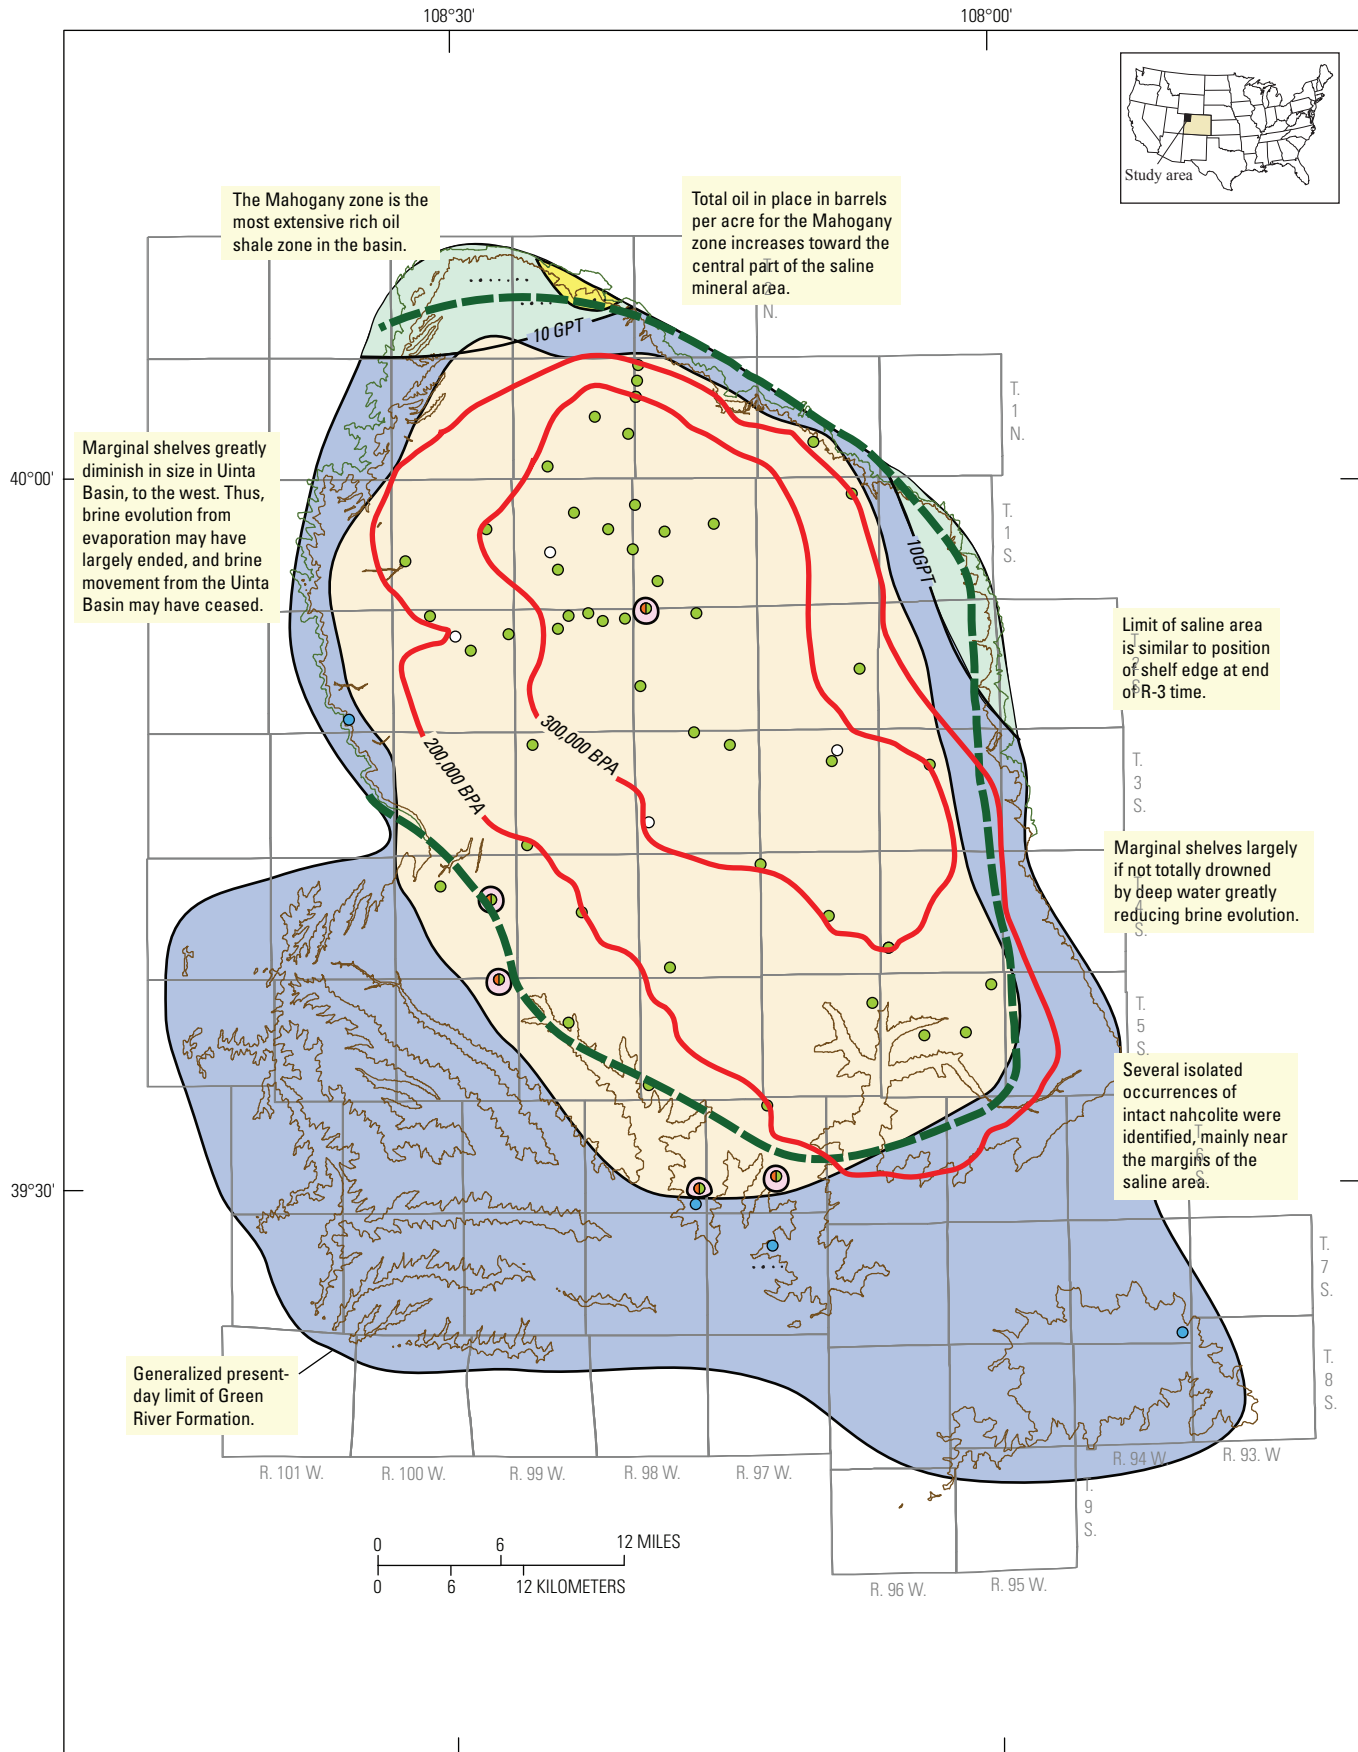 108°30'
108°00'
Study area
The Mahogany zone is the
most extensive rich oil
shale zone in the basin.
Total oil in place in barrels
per acre for the Mahogany
zone increases toward the
central part of the saline
mineral area.
T.
2
N.
10 GPT
T.
1
N.
Marginal shelves greatly
diminish in size in Uinta
Basin, to the west. Thus,
brine evolution from
evaporation may have
largely ended, and brine
movement from the Uinta
Basin may have ceased.
40°00'
T.
1
S.
10GPT
Limit of saline area
is similar to position
of shelf edge at end
of R-3 time.
T.
2
S.
300,000 BPA
200,000 BPA
T.
3
S.
Marginal shelves largely
if not totally drowned
by deep water greatly
reducing brine evolution.
T.
4
S.
T.
5
S.
Several isolated
occurrences of
intact nahcolite were
identified, mainly near
the margins of the
saline area.
T.
6
S.
39°30'
T.
7
S.
Generalized present-
day limit of Green
River Formation.
T.
8
S.
R. 101 W.
R. 100 W.
R. 99 W.
R. 98 W.
R. 97 W.
R. 94 W
R. 93. W
T.
9
S.
0 6 12 MILES
0 6 12 KILOMETERS
R. 96 W.
R. 95 W.